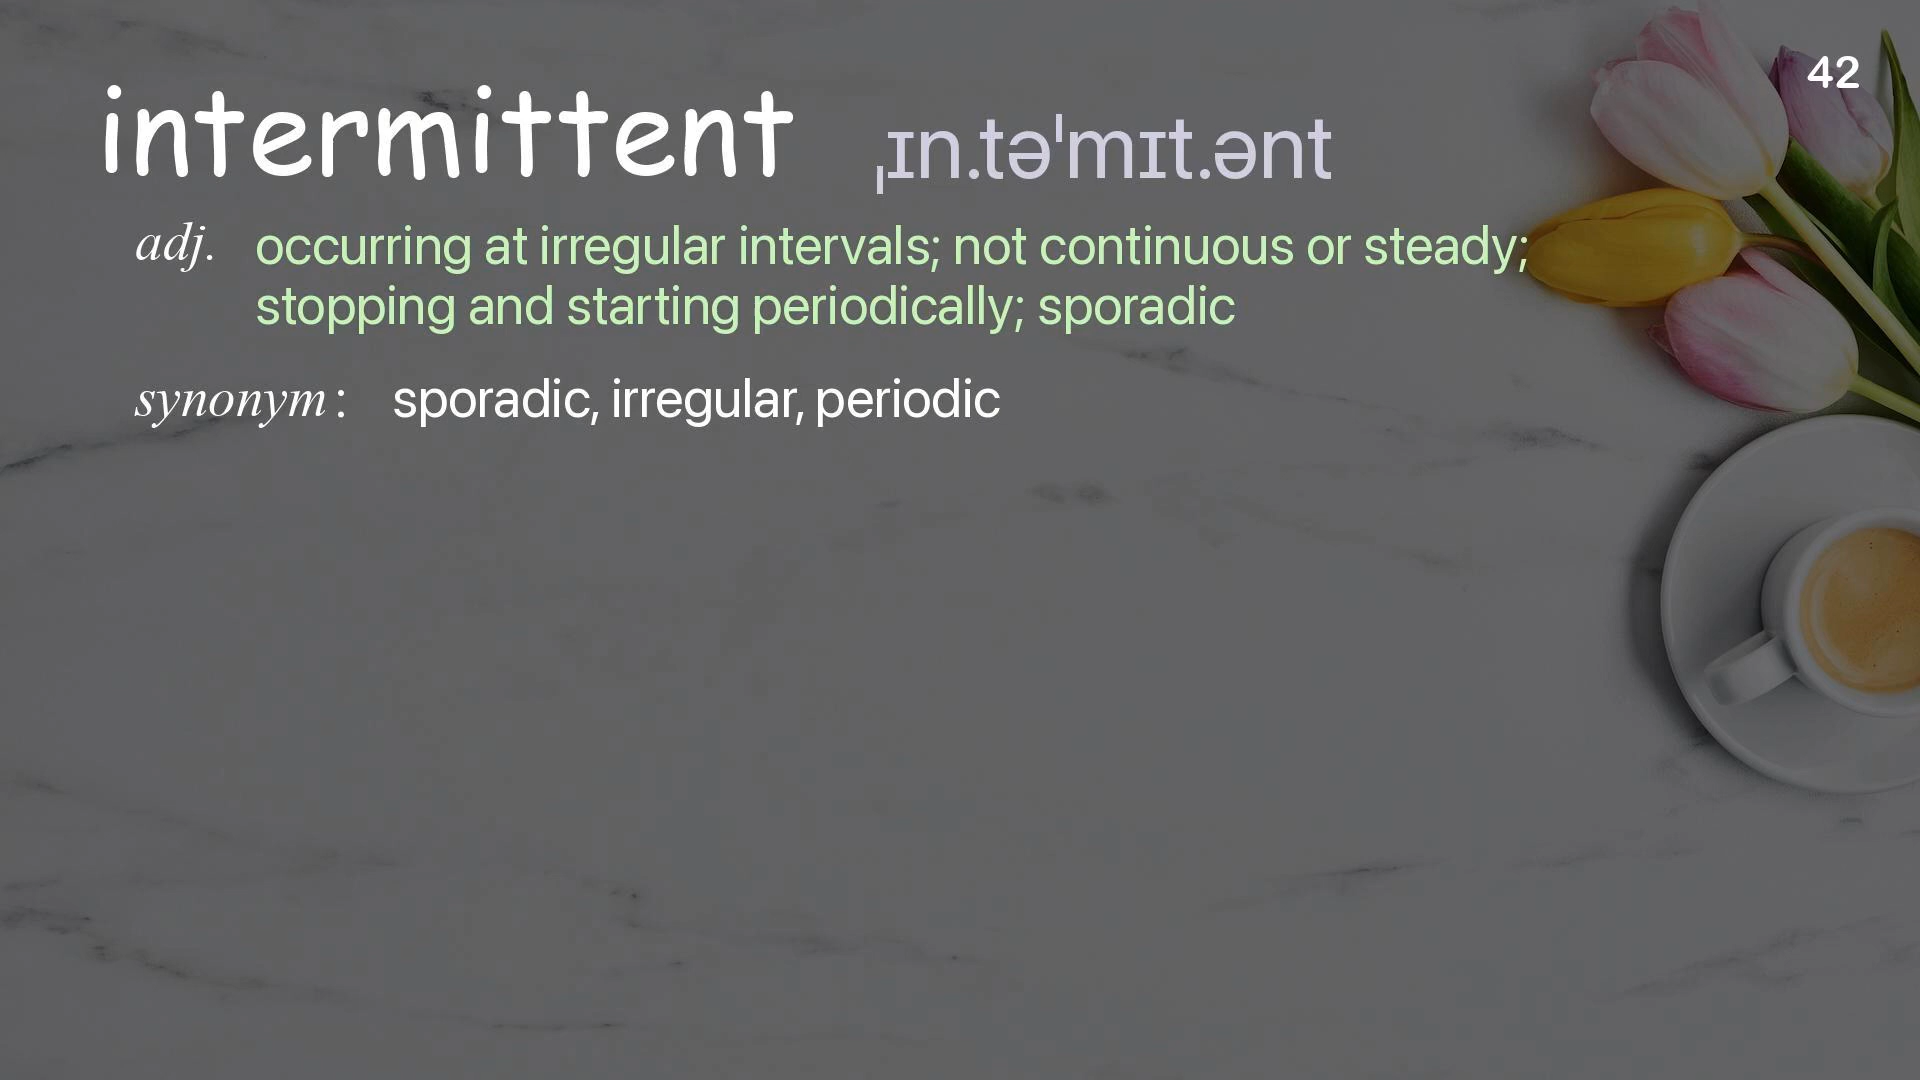 42
intermittent ˌɪn.təˈmɪt.ənt
adj. occurring at irregular intervals; not continuous or steady;
stopping and starting periodically; sporadic
synonym : sporadic, irregular, periodic